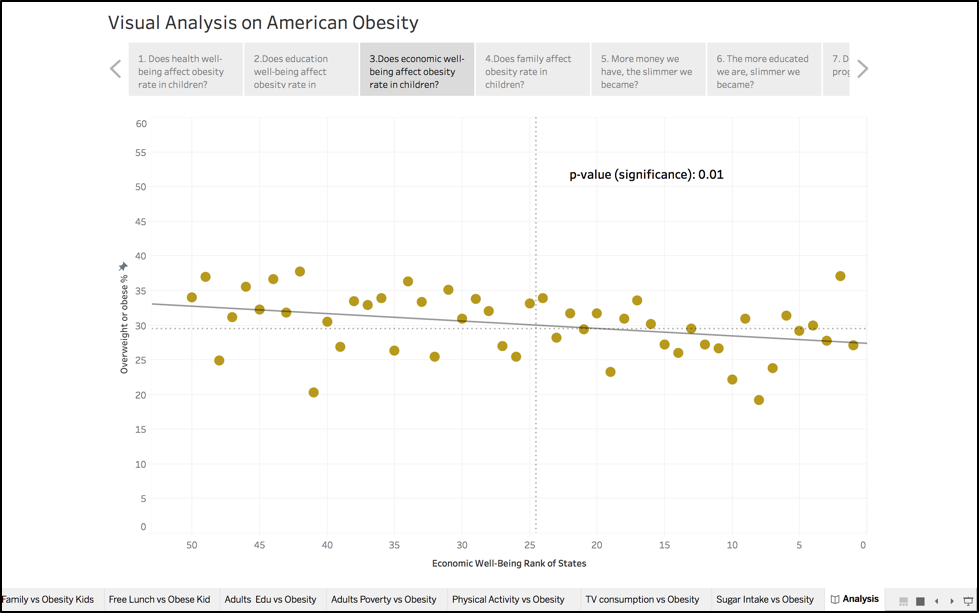 Visual Analysis on American Obesity
1. Does health well-
being affect obesity
rate in children?
2.Does education
well-being affect
obesity rate in
3.Does economic well-
being affect obesity
rate in children?
4.Does family affect
obesity rate in
children?
5. More money we
have, the slimmer we
became?
6. The more educated
we are, slimmer we
became?
7. D
prog
60
55
50
45
40
35
30
25
20
15
10
5
0
Overweight or obese %
p-value (significance): 0.01
50 45 40 35 30 25 20 15 10 5 0
Economic Well-Being Rank of States
Family vs Obesity Kids Free Lunch vs Obese Kid Adults Edu vs Obesity Adults Poverty vs Obesity Physical Activity vs Obesity TV consumption vs Obesity Sugar Intake vs Obesity Analysis